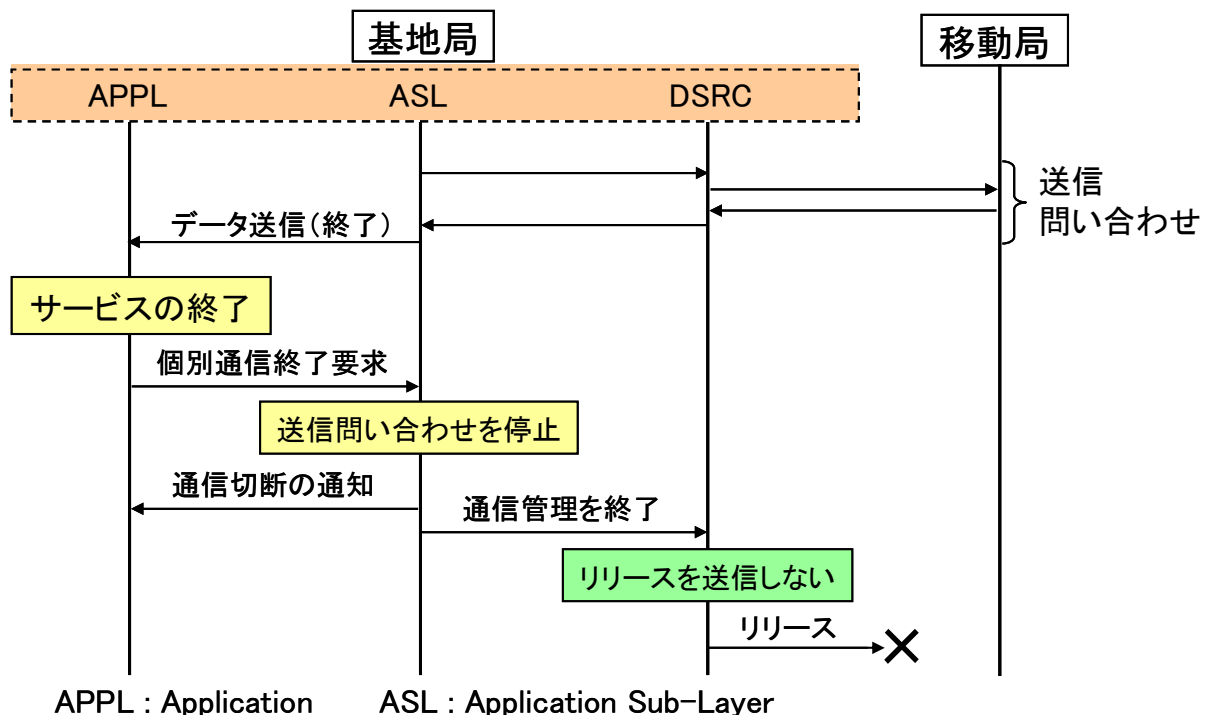 基地局
移動局
APPL
ASL
DSRC
送信
問い合わせ
データ送信(終了)
サービスの終了
個別通信終了要求
送信問い合わせを停止
通信切断の通知
通信管理を終了
リリースを送信しない
リリース
APPL : Application
ASL : Application Sub-Layer